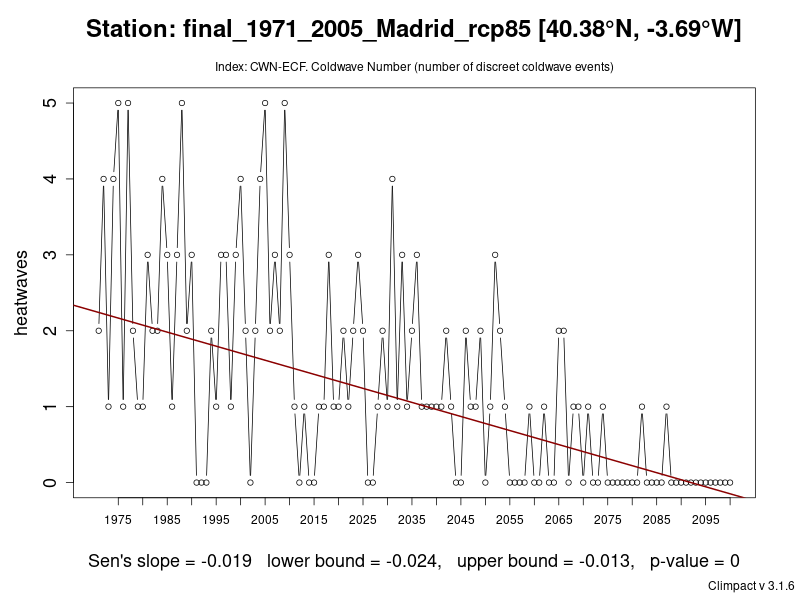 Station: final_1971_2005_Madrid_rcp85 [40.38°N, -3.69°W]
Index: CWN-ECF. Coldwave Number (number of discreet coldwave events)
heatwaves
5
4
3
2
1
0
1975 1985 1995 2005 2015 2025 2035 2045 2055 2065 2075 2085 2095
Sen's slope = -0.019 lower bound = -0.024, upper bound = -0.013, p-value = 0
Climpact v 3.1.6